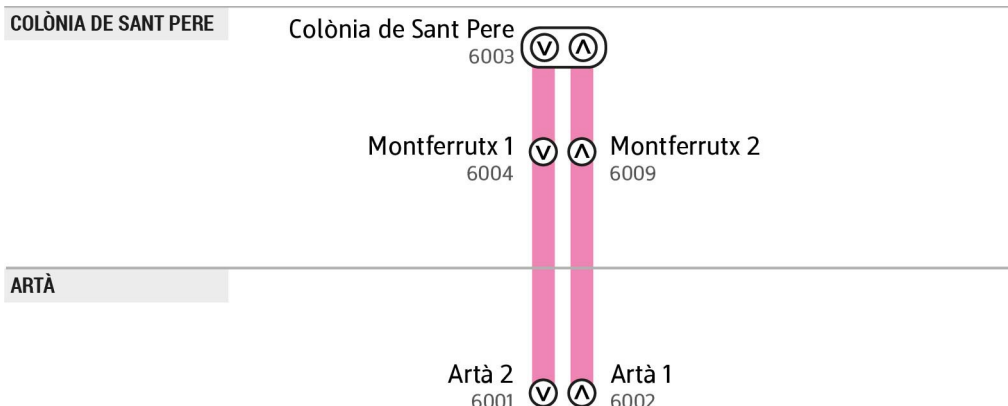 COLÒNIA DE SANT PERE
Colònia de Sant Pere
6003
Montferrutx 1
6004
Montferrutx 2
6009
ARTÀ
Artà 2
6001
Artà 1
6002